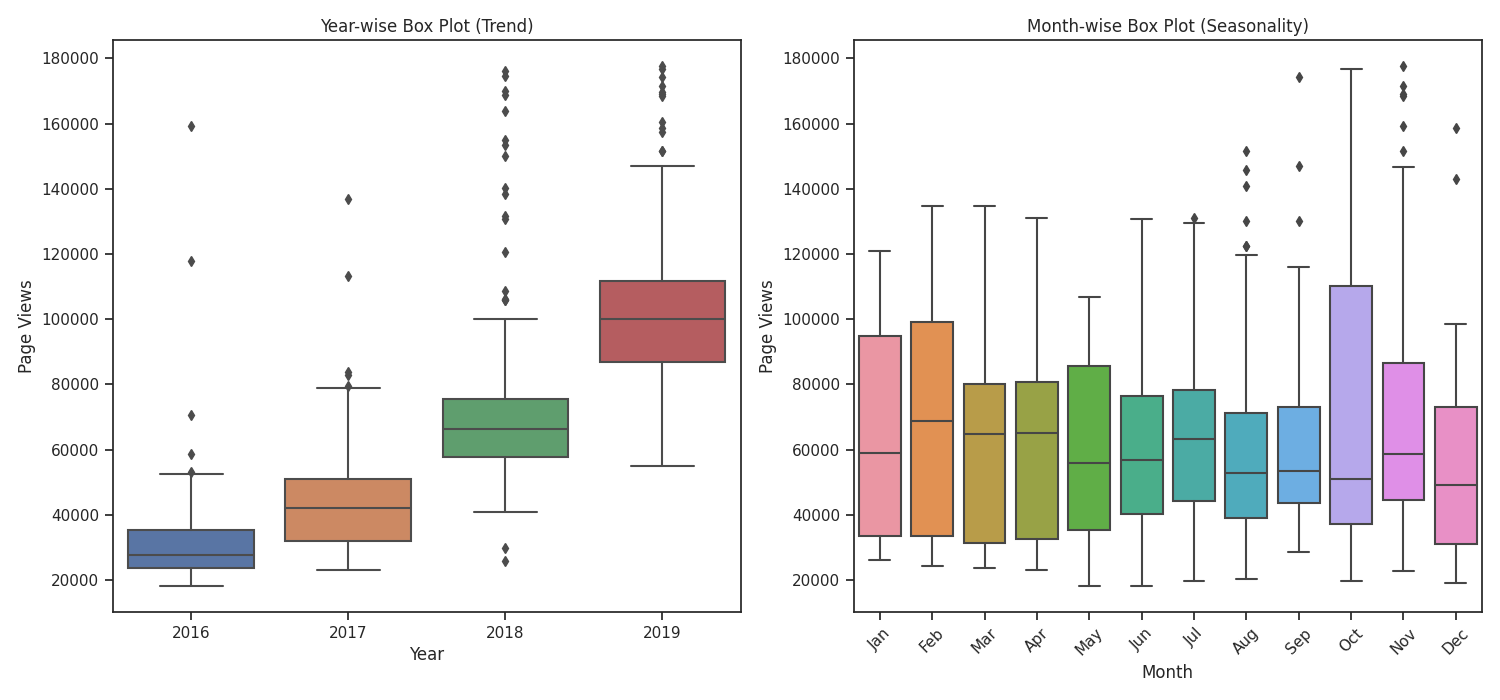 Year-wise Box Plot (Trend)
180000
160000
140000
120000
100000
80000
60000
40000
20000
Page Views
2016 2017 2018 2019
Year
Month-wise Box Plot (Seasonality)
180000
160000
140000
120000
100000
80000
60000
40000
20000
Page Views
Jan Feb Mar Apr May Jun Jul Aug Sep Oct Nov Dec
Month